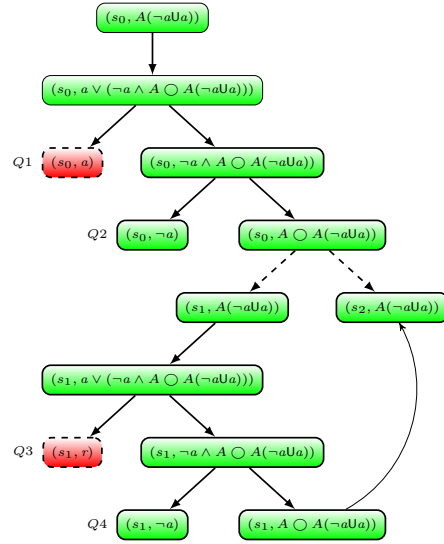 (s₀, A(¬aUa))
(s₀, a ∨ (¬a ∧ A ◯ A(¬aUa)))
Q1 (s₀, a) (s₀, ¬a ∧ A ◯ A(¬aUa))
Q2 (s₀, ¬a) (s₀, A ◯ A(¬aUa))
(s₁, A(¬aUa)) (s₂, A(¬aUa))
(s₁, a ∨ (¬a ∧ A ◯ A(¬aUa)))
Q3 (s₁, r) (s₁, ¬a ∧ A ◯ A(¬aUa))
Q4 (s₁, ¬a) (s₁, A ◯ A(¬aUa))